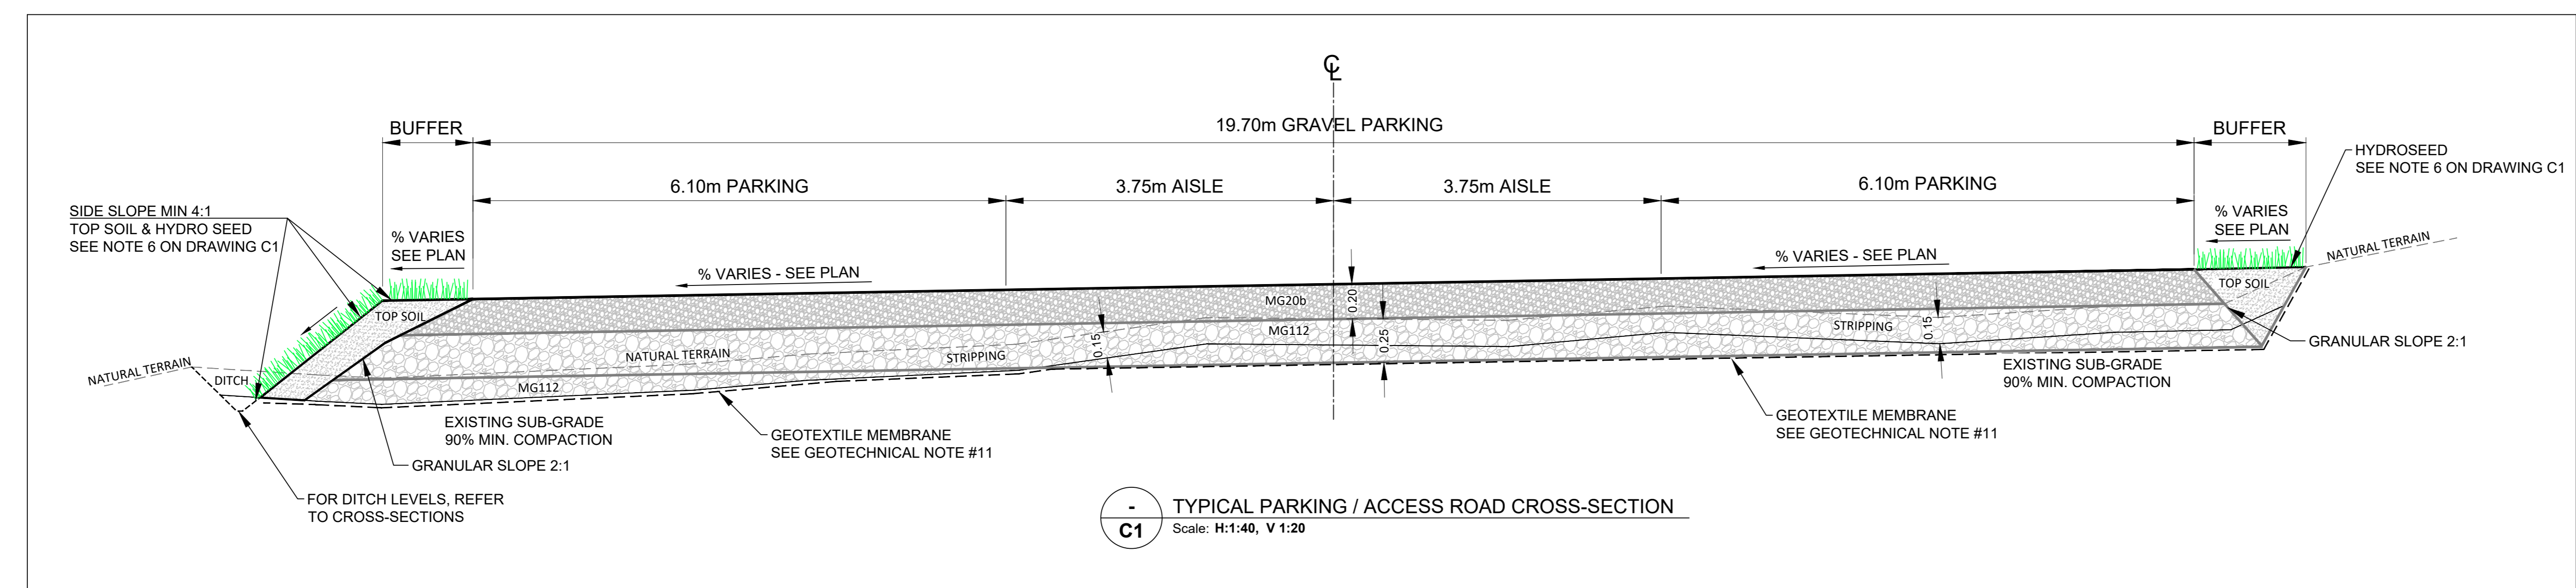 ℄
BUFFER
19.70m GRAVEL PARKING
BUFFER
HYDROSEED
SEE NOTE 6 ON DRAWING C1
6.10m PARKING
3.75m AISLE
3.75m AISLE
6.10m PARKING
SIDE SLOPE MIN 4:1
TOP SOIL & HYDRO SEED
SEE NOTE 6 ON DRAWING C1
% VARIES
SEE PLAN
% VARIES
SEE PLAN
% VARIES - SEE PLAN
% VARIES - SEE PLAN
NATURAL TERRAIN
TOP SOIL
TOP SOIL
MG20b
0.20
MG112
0.25
0.15
STRIPPING
0.15
NATURAL TERRAIN
STRIPPING
GRANULAR SLOPE 2:1
NATURAL TERRAIN
DITCH
MG112
EXISTING SUB-GRADE
90% MIN. COMPACTION
EXISTING SUB-GRADE
90% MIN. COMPACTION
GEOTEXTILE MEMBRANE
SEE GEOTECHNICAL NOTE #11
GEOTEXTILE MEMBRANE
SEE GEOTECHNICAL NOTE #11
GRANULAR SLOPE 2:1
FOR DITCH LEVELS, REFER
TO CROSS-SECTIONS
-
C1
TYPICAL PARKING / ACCESS ROAD CROSS-SECTION
Scale: H:1:40, V 1:20